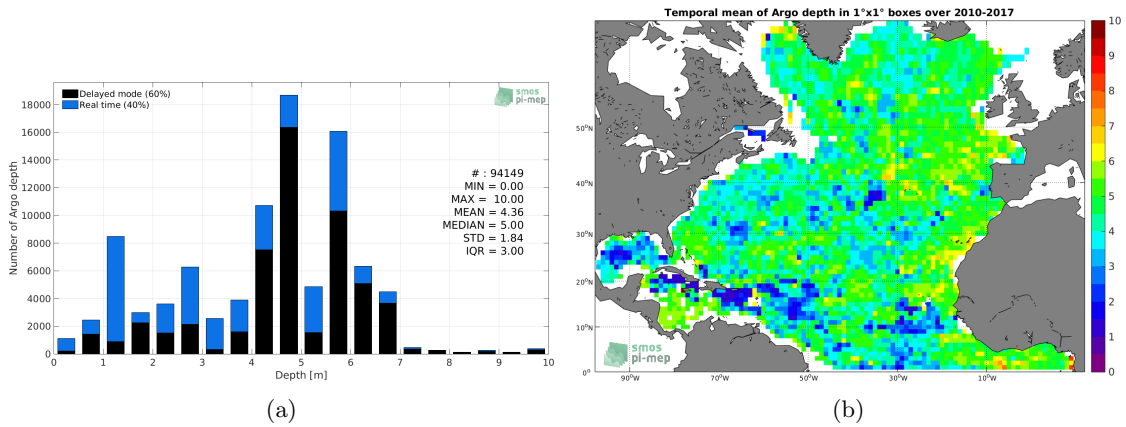 Delayed mode (60%)
Real time (40%)
smos
pi-mep
18000
16000
14000
12000
10000
8000
6000
4000
2000
0
Number of Argo depth
# : 94149
MIN = 0.00
MAX = 10.00
MEAN = 4.36
MEDIAN = 5.00
STD = 1.84
IQR = 3.00
0 1 2 3 4 5 6 7 8 9 10
Depth [m]
(a)
Temporal mean of Argo depth in 1°x1° boxes over 2010-2017
50°N
40°N
30°N
20°N
10°N
0°
90°W 70°W 50°W 30°W 10°W
smos
pi-mep
10
9
8
7
6
5
4
3
2
1
0
(b)